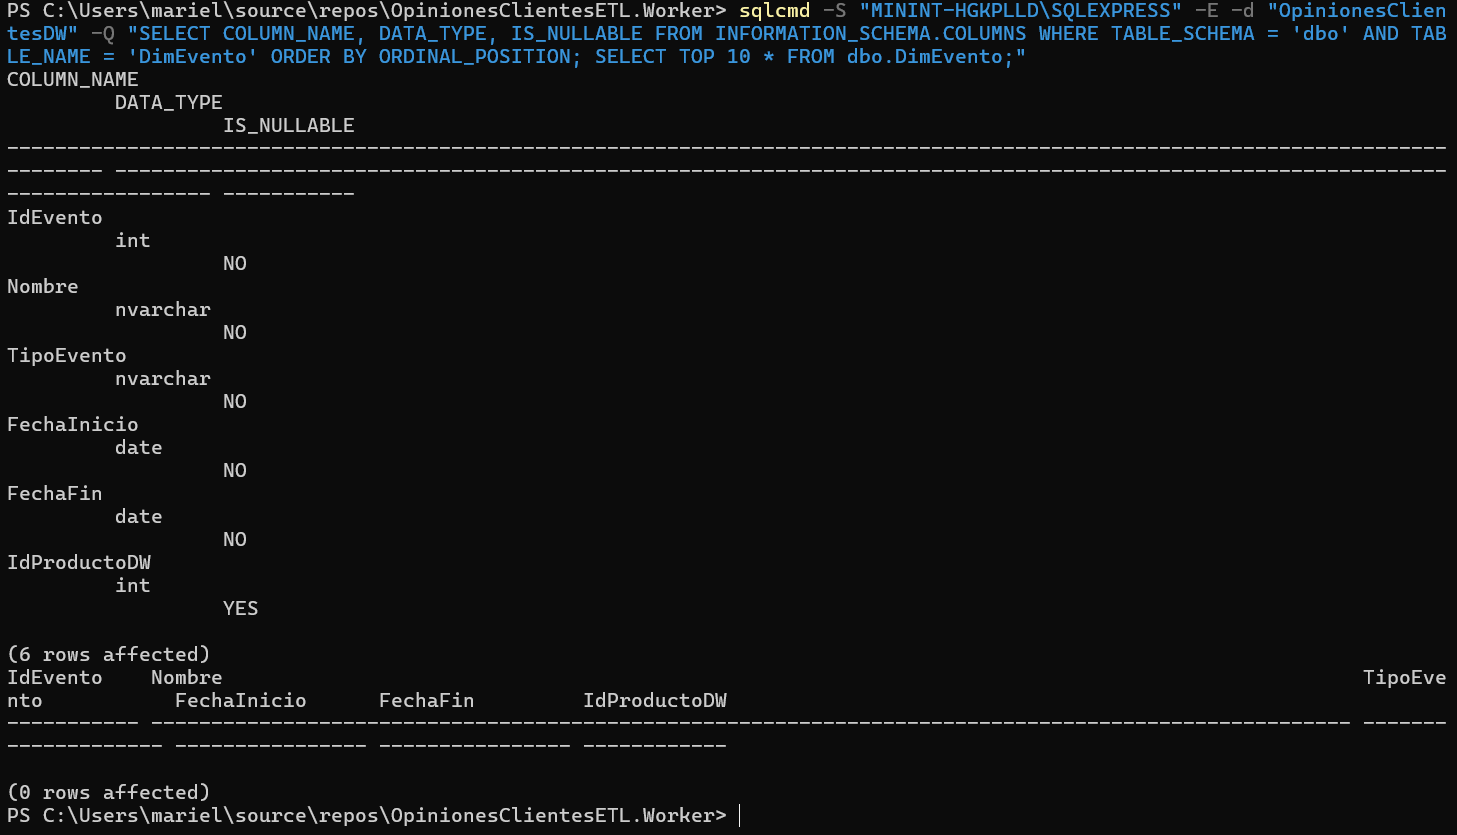 PS C:\Users\mariel\source\repos\OpinionesClientesETL.Worker> sqlcmd -S "MININT-HGKPLLD\SQLEXPRESS" -E -d "OpinionesClien
tesDW" -Q "SELECT COLUMN_NAME, DATA_TYPE, IS_NULLABLE FROM INFORMATION_SCHEMA.COLUMNS WHERE TABLE_SCHEMA = 'dbo' AND TAB
LE_NAME = 'DimEvento' ORDER BY ORDINAL_POSITION; SELECT TOP 10 * FROM dbo.DimEvento;"
COLUMN_NAME
DATA_TYPE
IS_NULLABLE
------------------------------------------------------------------------------------------------------------------------
-------- ---------------------------------------------------------------------------------------------------------------
----------------- -----------
IdEvento
int
NO
Nombre
nvarchar
NO
TipoEvento
nvarchar
NO
FechaInicio
date
NO
FechaFin
date
NO
IdProductoDW
int
YES
(6 rows affected)
IdEvento    Nombre                                                                                               TipoEve
nto           FechaInicio      FechaFin         IdProductoDW
----------- ---------------------------------------------------------------------------------------------------- -------
------------- ---------------- ---------------- ------------
(0 rows affected)
PS C:\Users\mariel\source\repos\OpinionesClientesETL.Worker>